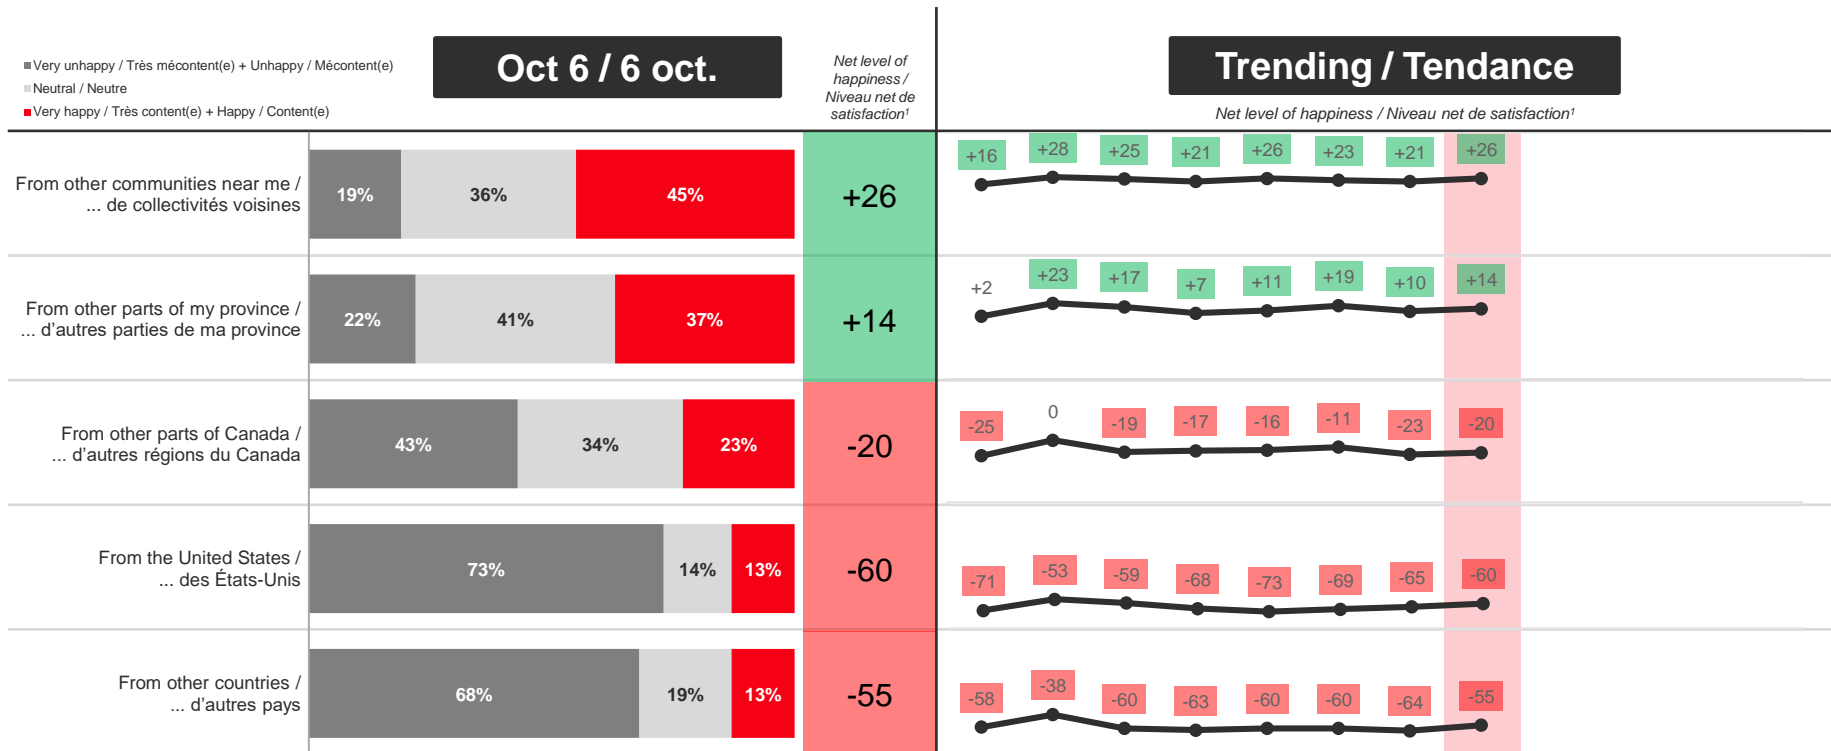 Very unhappy / Très mécontent(e) + Unhappy / Mécontent(e)
Neutral / Neutre
Very happy / Très content(e) + Happy / Content(e)
Oct 6 / 6 oct.
Net level of
happiness /
Niveau net de
satisfaction¹
Trending / Tendance
Net level of happiness / Niveau net de satisfaction¹
From other communities near me /
... de collectivités voisines
19% 36% 45%
+26
+16 +28 +25 +21 +26 +23 +21 +26
From other parts of my province /
... d'autres parties de ma province
22% 41% 37%
+14
+2 +23 +17 +7 +11 +19 +10 +14
From other parts of Canada /
... d'autres régions du Canada
43% 34% 23%
-20
-25 0 -19 -17 -16 -11 -23 -20
From the United States /
... des États-Unis
73% 14% 13%
-60
-71 -53 -59 -68 -73 -69 -65 -60
From other countries /
... d'autres pays
68% 19% 13%
-55
-58 -38 -60 -63 -60 -60 -64 -55